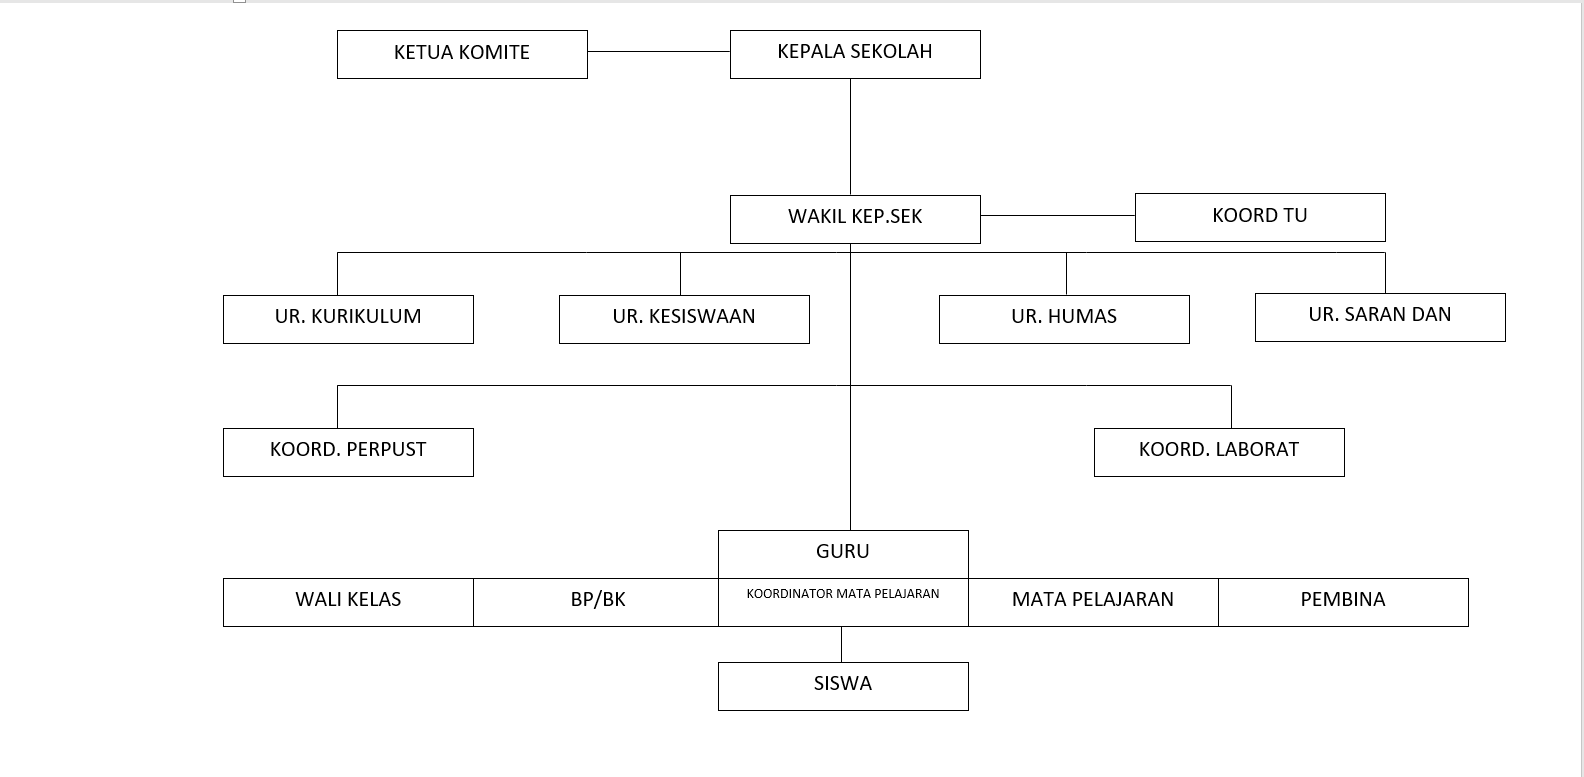 KETUA KOMITE
KEPALA SEKOLAH
WAKIL KEP.SEK
KOORD TU
UR. KURIKULUM
UR. KESISWAAN
UR. HUMAS
UR. SARAN DAN
KOORD. PERPUST
KOORD. LABORAT
GURU
WALI KELAS
BP/BK
KOORDINATOR MATA PELAJARAN
MATA PELAJARAN
PEMBINA
SISWA